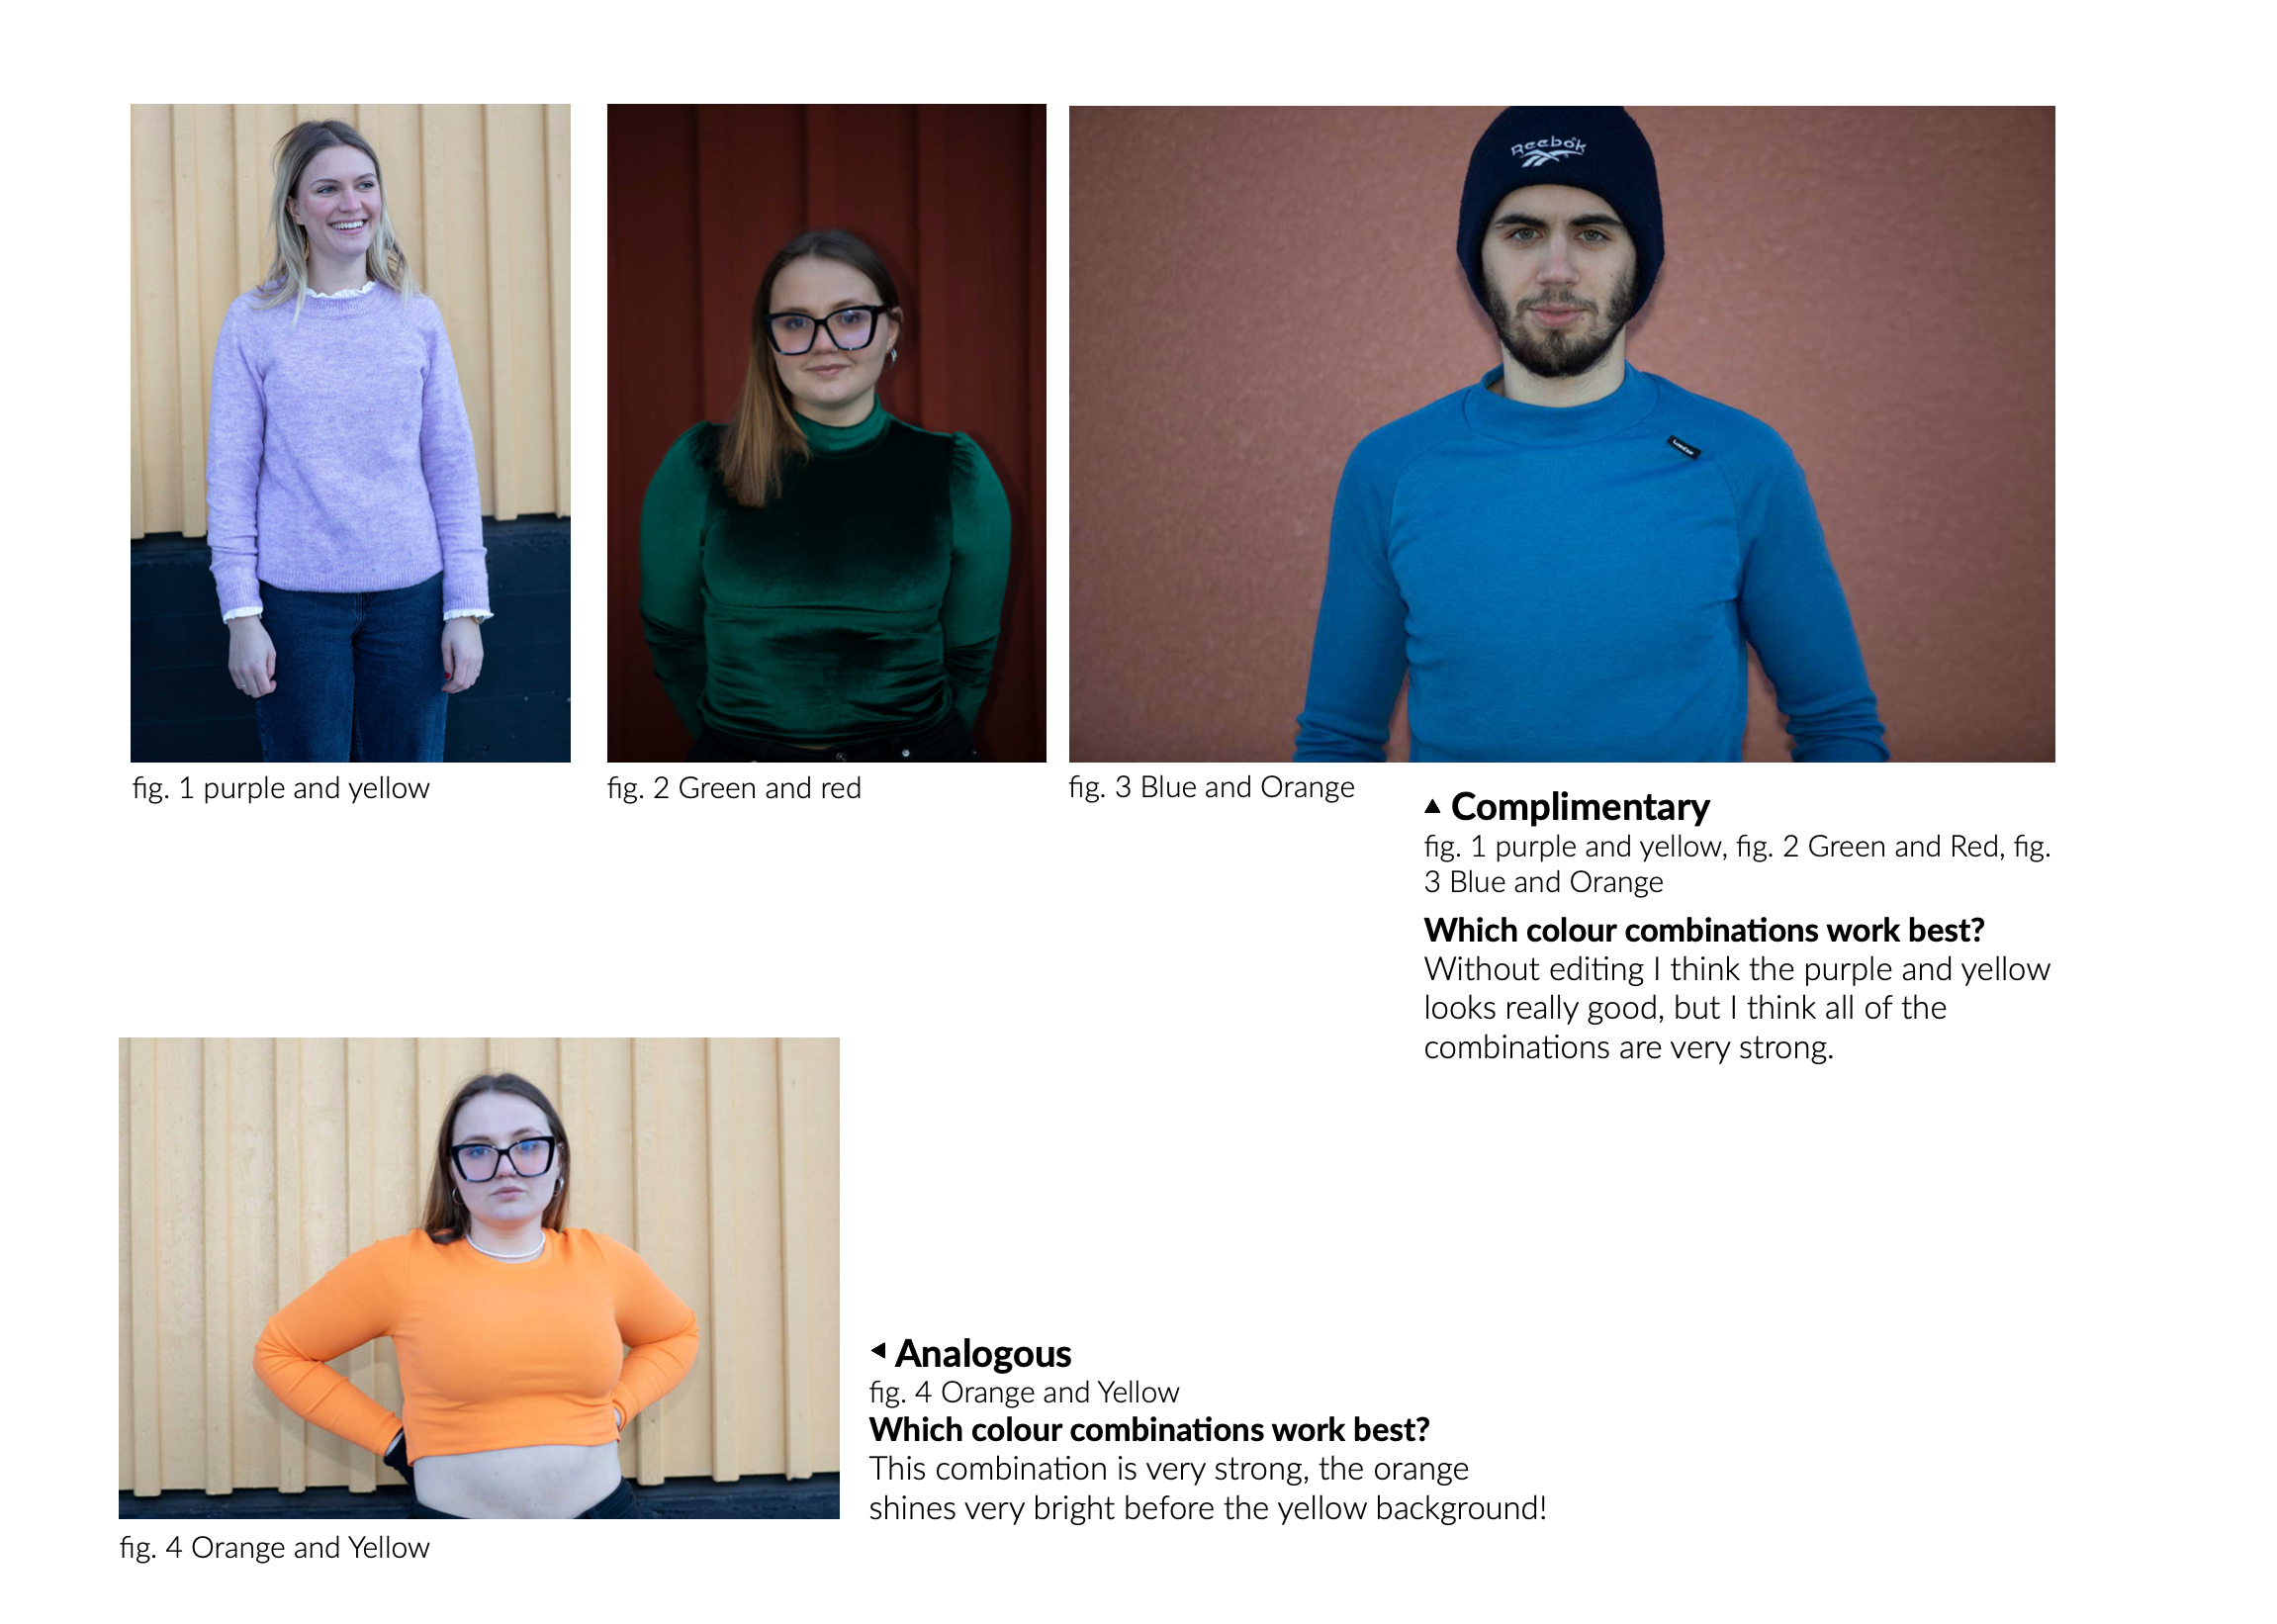 Reebok
fig. 1 purple and yellow
fig. 2 Green and red
fig. 3 Blue and Orange
▲ Complimentary
fig. 1 purple and yellow, fig. 2 Green and Red, fig.
3 Blue and Orange
Which colour combinations work best?
Without editing I think the purple and yellow
looks really good, but I think all of the
combinations are very strong.
◀ Analogous
fig. 4 Orange and Yellow
Which colour combinations work best?
This combination is very strong, the orange
shines very bright before the yellow background!
fig. 4 Orange and Yellow